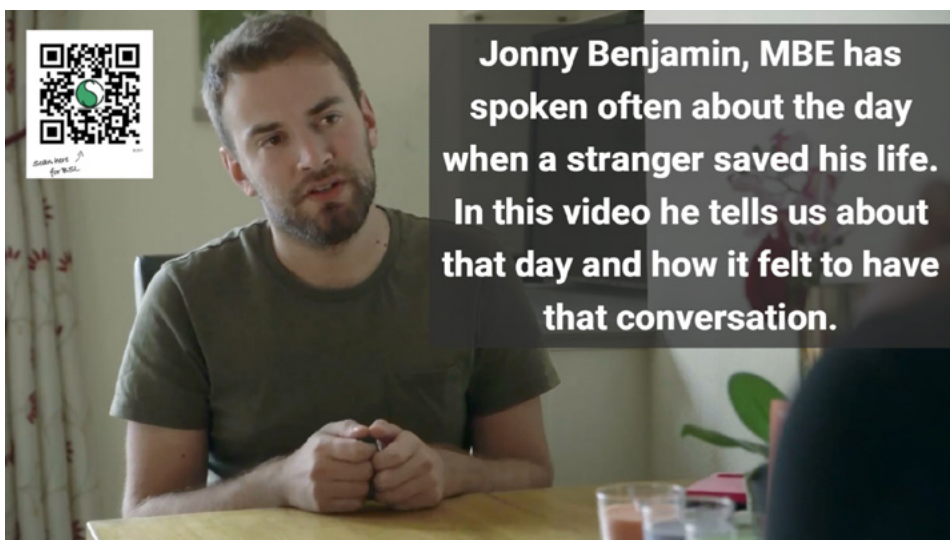 scan here
for BSL
Jonny Benjamin, MBE has
spoken often about the day
when a stranger saved his life.
In this video he tells us about
that day and how it felt to have
that conversation.